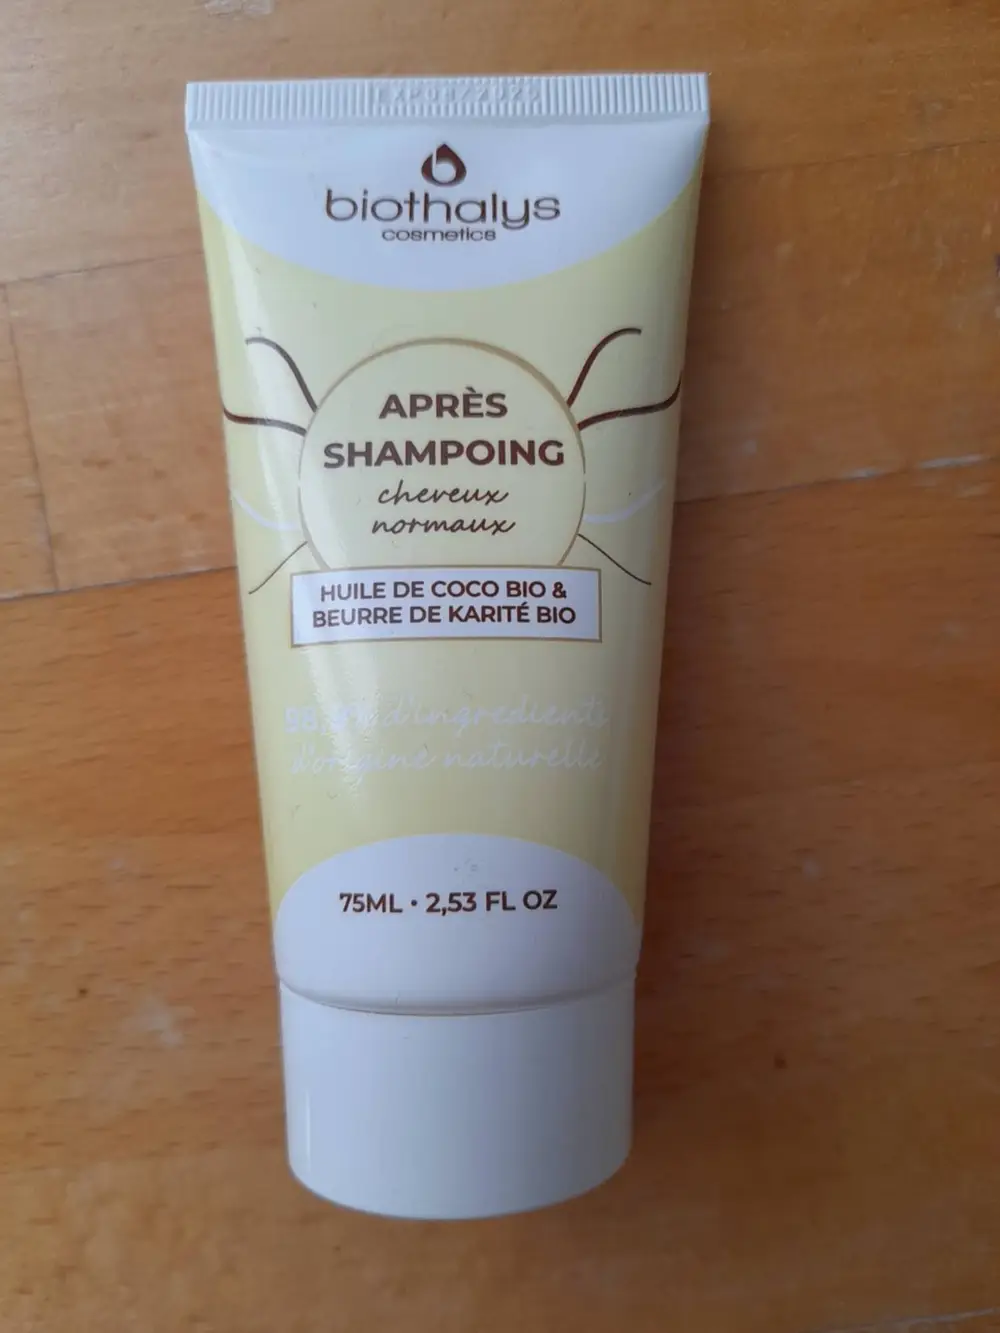 biothalys
cosmetics
APRÈS
SHAMPOING
cheveux
normaux
HUILE DE COCO BIO &
BEURRE DE KARITÉ BIO
d'ingrédients
d'origine naturelle
75ML • 2,53 FL OZ